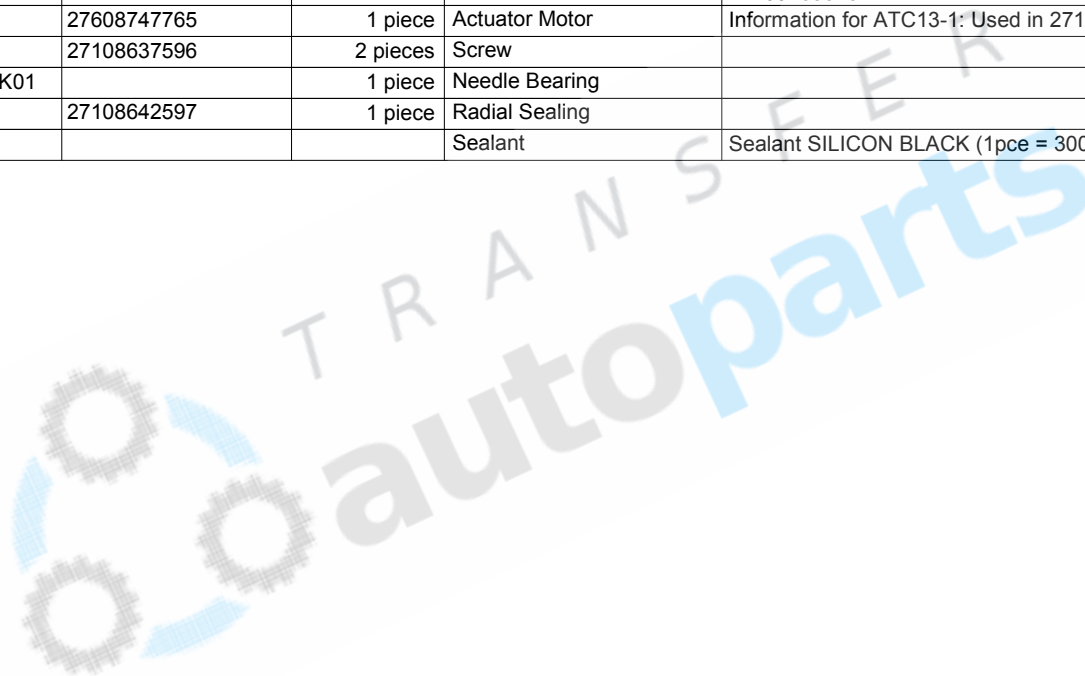 27608747765 1 piece Actuator Motor Information for ATC13-1: Used in 271
27108637596 2 pieces Screw
K01 1 piece Needle Bearing
27108642597 1 piece Radial Sealing
Sealant Sealant SILICON BLACK (1pce = 300
TRANSFER
autoparts